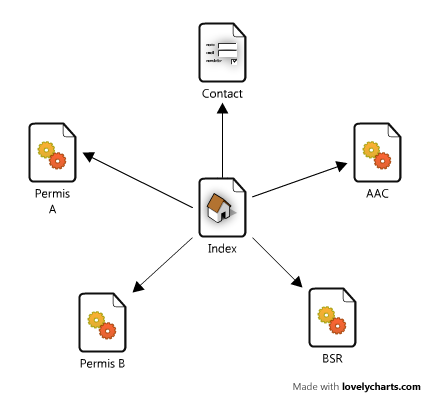 Contact
Permis
A
AAC
Index
Permis B
BSR
Made with lovelycharts.com